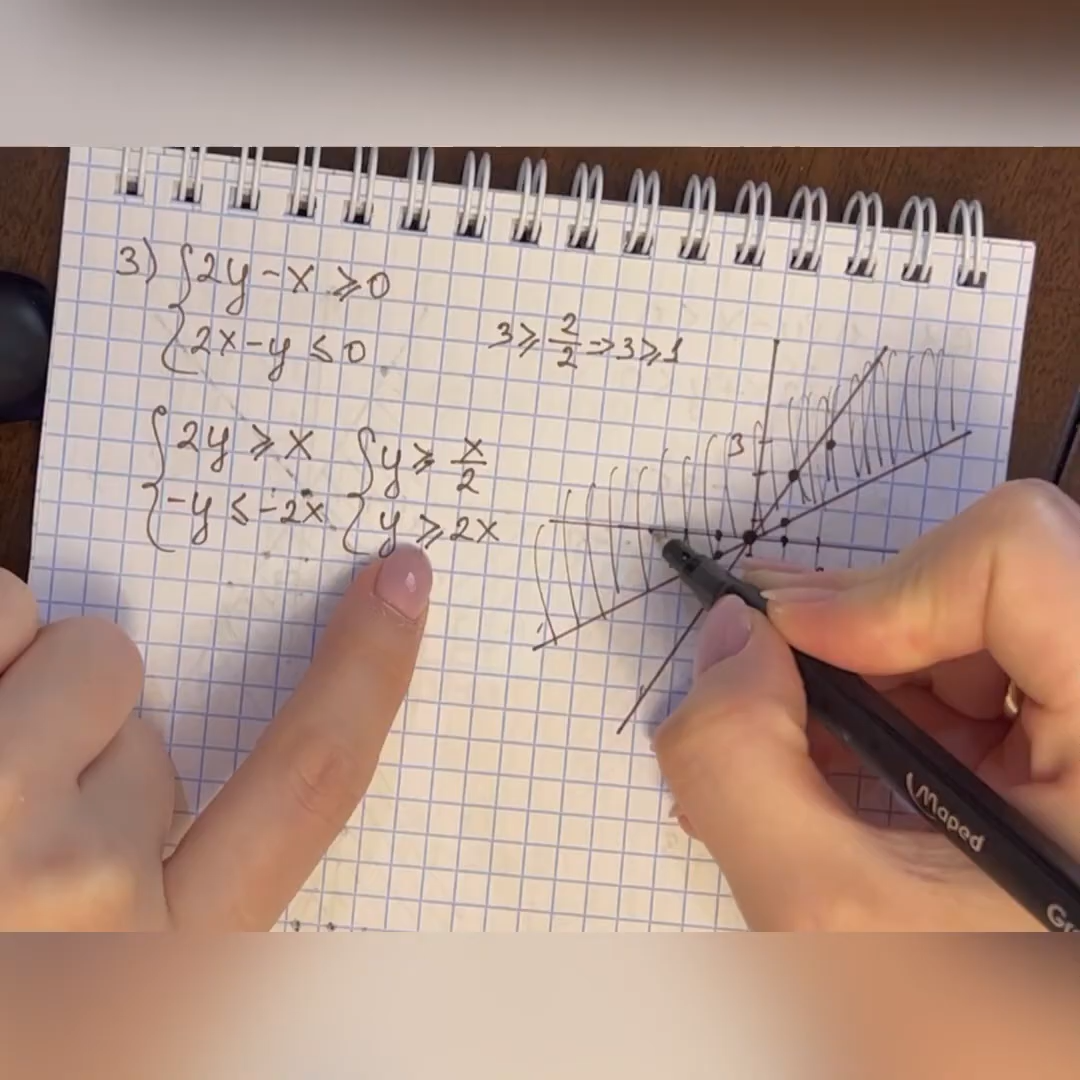 3) { 2y - x ⩾ 0
2x - y ≤ 0
3 ⩾ 2/2 => 3 ⩾ 1
{ 2y ⩾ x { y ⩾ x/2
-y ≤ -2x { y ⩾ 2x
3
Maped